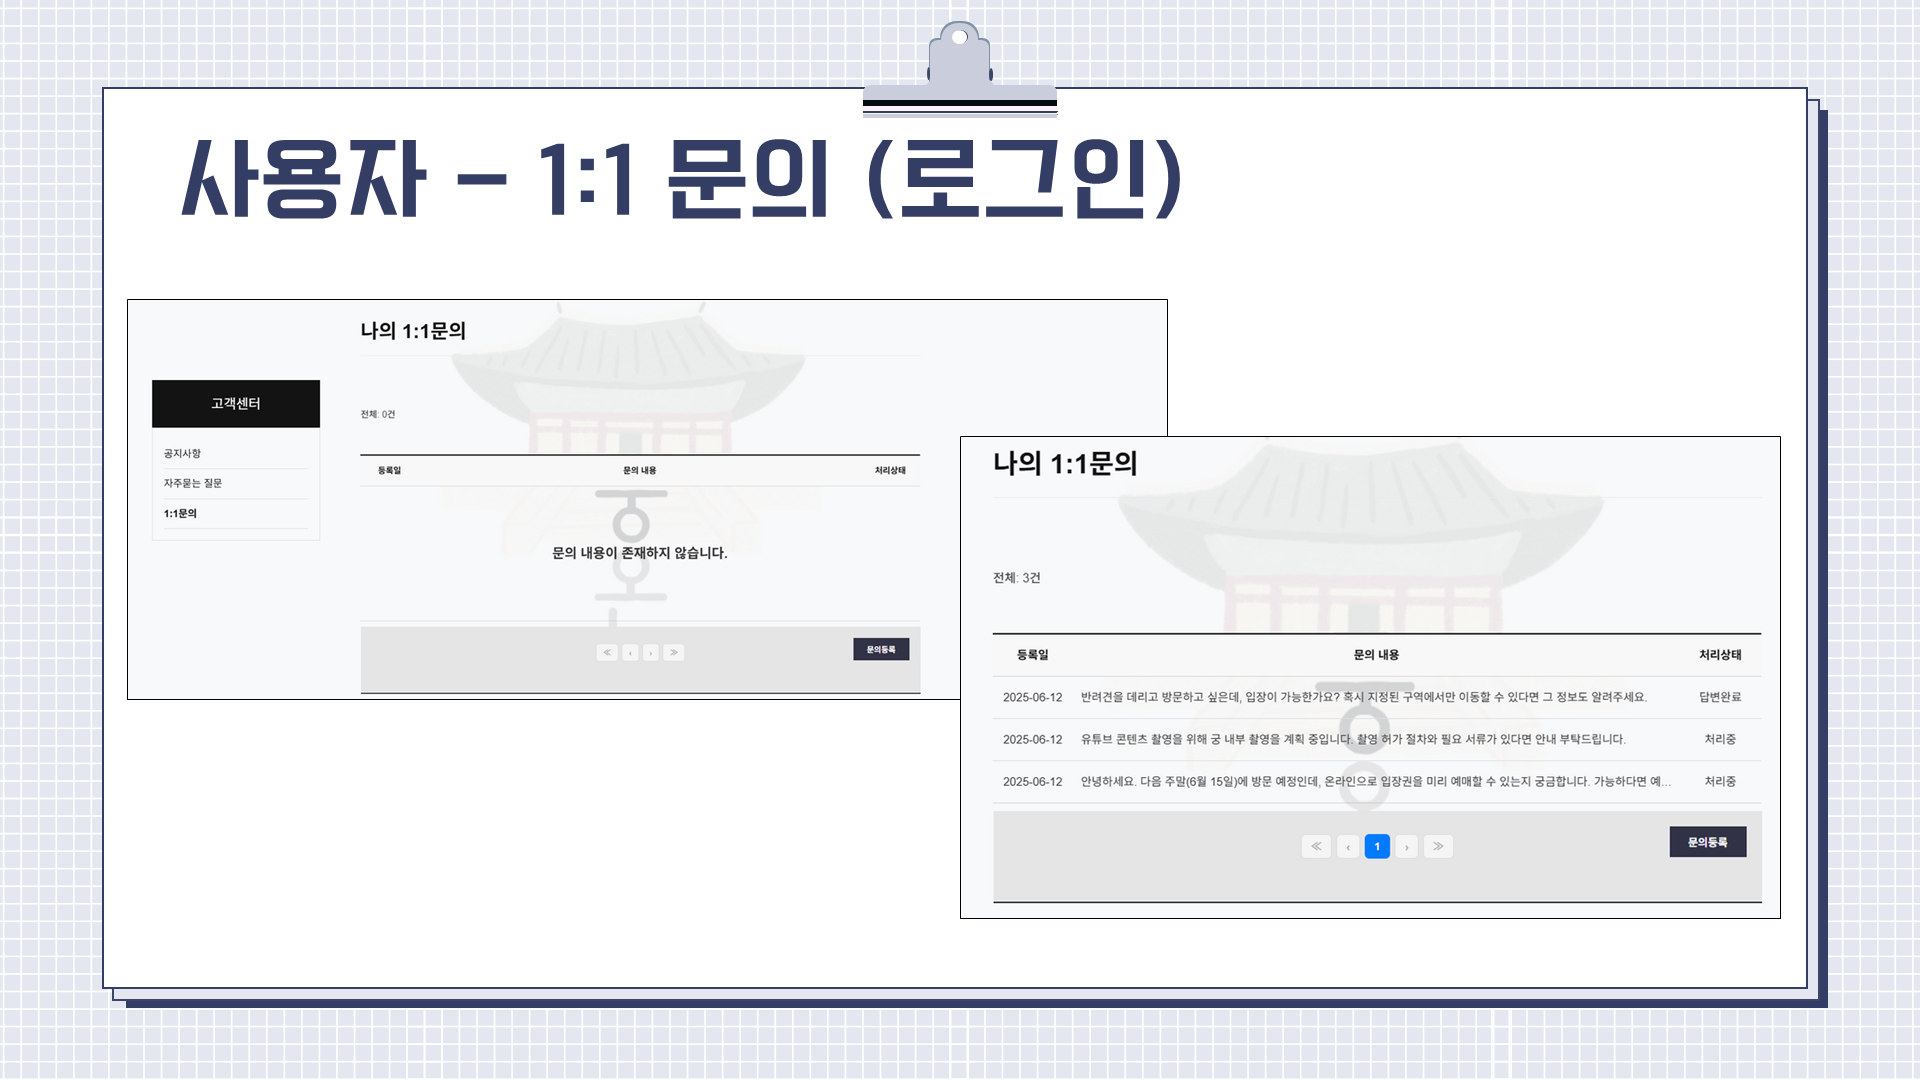 사용자 - 1:1 문의 (로그인)
나의 1:1문의
고객센터
공지사항
자주묻는 질문
1:1문의
전체: 0건
등록일 문의 내용 처리상태
문의 내용이 존재하지 않습니다.
≪ ‹ › ≫ 문의등록
나의 1:1문의
전체: 3건
등록일 문의 내용 처리상태
2025-06-12 반려견을 데리고 방문하고 싶은데, 입장이 가능한가요? 혹시 지정된 구역에서만 이동할 수 있다면 그 정보도 알려주세요. 답변완료
2025-06-12 유튜브 콘텐츠 촬영을 위해 궁 내부 촬영을 계획 중입니다. 촬영 허가 절차와 필요 서류가 있다면 안내 부탁드립니다. 처리중
2025-06-12 안녕하세요. 다음 주말(6월 15일)에 방문 예정인데, 온라인으로 입장권을 미리 예매할 수 있는지 궁금합니다. 가능하다면 예... 처리중
≪ ‹ 1 › ≫ 문의등록